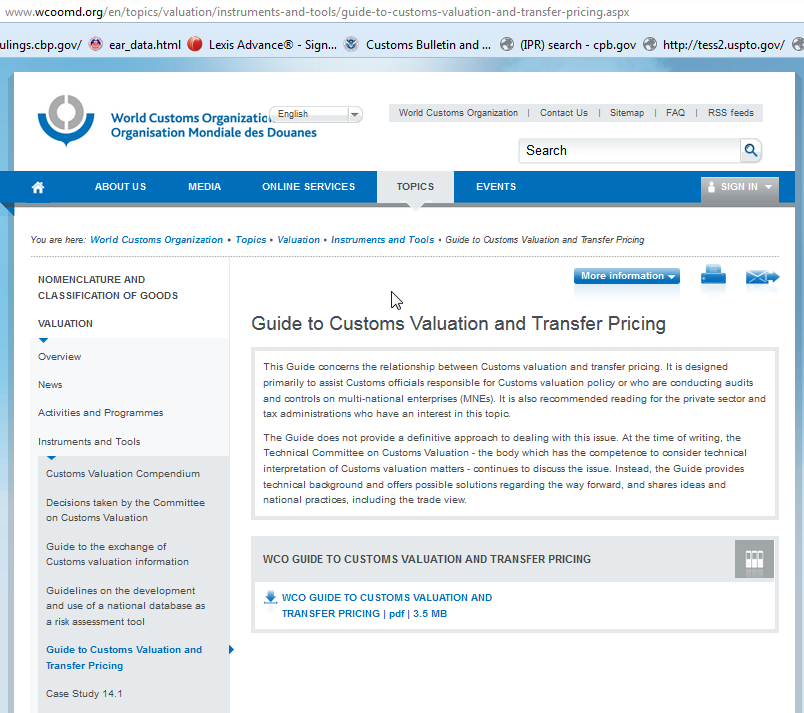 www.wcoomd.org/en/topics/valuation/instruments-and-tools/guide-to-customs-valuation-and-transfer-pricing.aspx
ulings.cbp.gov/ ear_data.html Lexis Advance® - Sign... Customs Bulletin and ... (IPR) search - cpb.gov http://tess2.uspto.gov/
World Customs Organization | Contact Us | Sitemap | FAQ | RSS feeds
English
World Customs Organizatio
Organisation Mondiale des Douanes
Search
ABOUT US MEDIA ONLINE SERVICES TOPICS EVENTS SIGN IN
You are here: World Customs Organization • Topics • Valuation • Instruments and Tools • Guide to Customs Valuation and Transfer Pricing
NOMENCLATURE AND
CLASSIFICATION OF GOODS
VALUATION
Overview
News
Activities and Programmes
Instruments and Tools
Customs Valuation Compendium
Decisions taken by the Committee
on Customs Valuation
Guide to the exchange of
Customs valuation information
Guidelines on the development
and use of a national database as
a risk assessment tool
Guide to Customs Valuation and
Transfer Pricing
Case Study 14.1
More information
Guide to Customs Valuation and Transfer Pricing
This Guide concerns the relationship between Customs valuation and transfer pricing. It is designed
primarily to assist Customs officials responsible for Customs valuation policy or who are conducting audits
and controls on multi-national enterprises (MNEs). It is also recommended reading for the private sector and
tax administrations who have an interest in this topic.
The Guide does not provide a definitive approach to dealing with this issue. At the time of writing, the
Technical Committee on Customs Valuation - the body which has the competence to consider technical
interpretation of Customs valuation matters - continues to discuss the issue. Instead, the Guide provides
technical background and offers possible solutions regarding the way forward, and shares ideas and
national practices, including the trade view.
WCO GUIDE TO CUSTOMS VALUATION AND TRANSFER PRICING
WCO GUIDE TO CUSTOMS VALUATION AND
TRANSFER PRICING | pdf | 3.5 MB